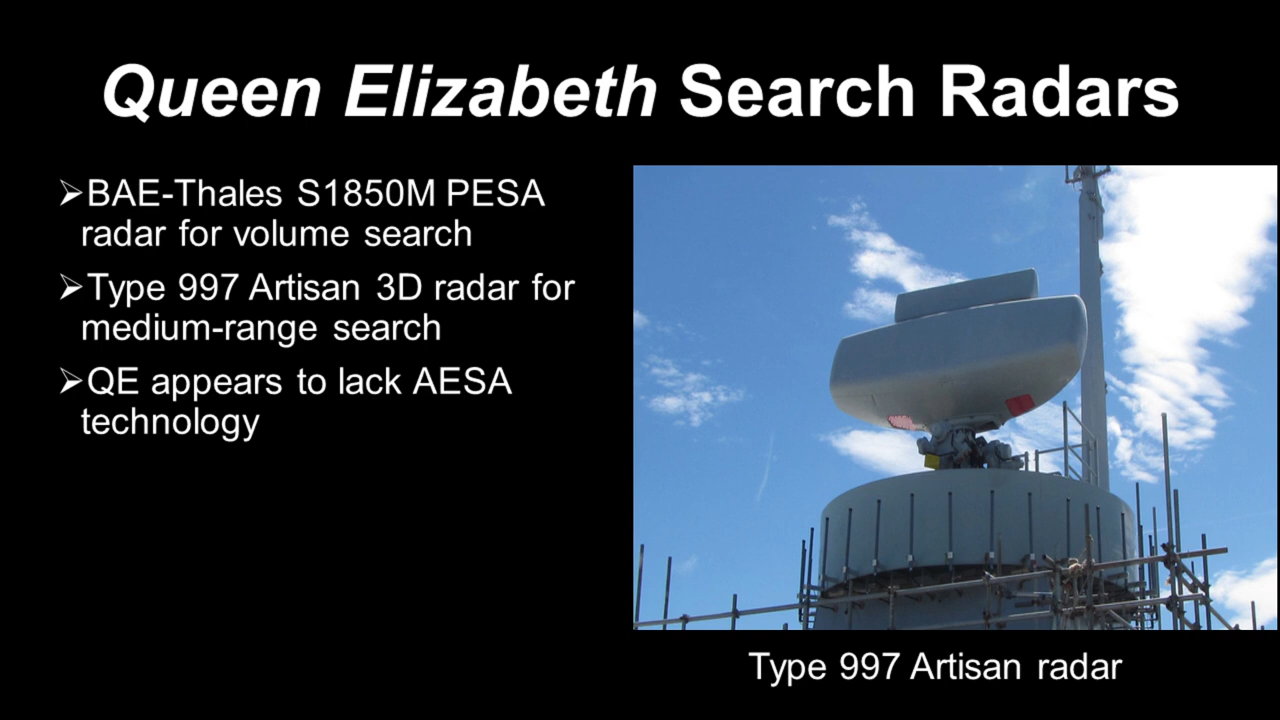 Queen Elizabeth Search Radars
➢BAE-Thales S1850M PESA
radar for volume search
➢Type 997 Artisan 3D radar for
medium-range search
➢QE appears to lack AESA
technology
Type 997 Artisan radar